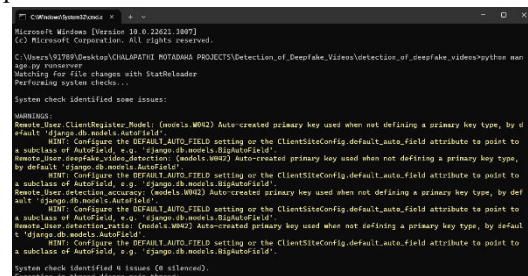 C:\Windows\System32\cmd.e
Microsoft Windows [Version 10.0.22621.3007]
(c) Microsoft Corporation. All rights reserved.
C:\Users\91789\Desktop\CHALAPATHI MOTADAKA PROJECTS\Detection_of_Deepfake_Videos\detection_of_deepfake_videos>python man
age.py runserver
Watching for file changes with StatReloader
Performing system checks...
System check identified some issues:
WARNINGS:
Remote_User.ClientRegister_Model: (models.W042) Auto-created primary key used when not defining a primary key type, by d
efault 'django.db.models.AutoField'.
HINT: Configure the DEFAULT_AUTO_FIELD setting or the ClientSiteConfig.default_auto_field attribute to point to
a subclass of AutoField, e.g. 'django.db.models.BigAutoField'.
Remote_User.deepfake_video_detection: (models.W042) Auto-created primary key used when not defining a primary key type,
by default 'django.db.models.AutoField'.
HINT: Configure the DEFAULT_AUTO_FIELD setting or the ClientSiteConfig.default_auto_field attribute to point to
a subclass of AutoField, e.g. 'django.db.models.BigAutoField'.
Remote_User.detection_accuracy: (models.W042) Auto-created primary key used when not defining a primary key type, by def
ault 'django.db.models.AutoField'.
HINT: Configure the DEFAULT_AUTO_FIELD setting or the ClientSiteConfig.default_auto_field attribute to point to
a subclass of AutoField, e.g. 'django.db.models.BigAutoField'.
Remote_User.detection_ratio: (models.W042) Auto-created primary key used when not defining a primary key type, by defaul
t 'django.db.models.AutoField'.
HINT: Configure the DEFAULT_AUTO_FIELD setting or the ClientSiteConfig.default_auto_field attribute to point to
a subclass of AutoField, e.g. 'django.db.models.BigAutoField'.
System check identified 4 issues (0 silenced).